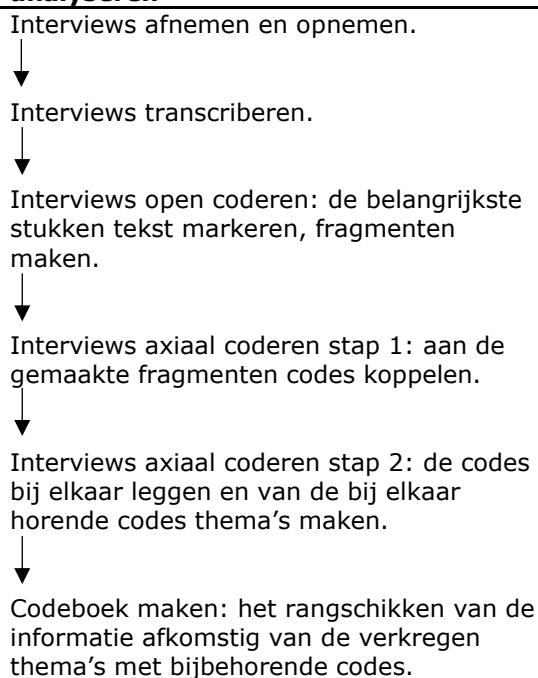 Interviews afnemen en opnemen.
Interviews transcriberen.
Interviews open coderen: de belangrijkste
stukken tekst markeren, fragmenten
maken.
Interviews axiaal coderen stap 1: aan de
gemaakte fragmenten codes koppelen.
Interviews axiaal coderen stap 2: de codes
bij elkaar leggen en van de bij elkaar
horende codes thema's maken.
Codeboek maken: het rangschikken van de
informatie afkomstig van de verkregen
thema's met bijbehorende codes.